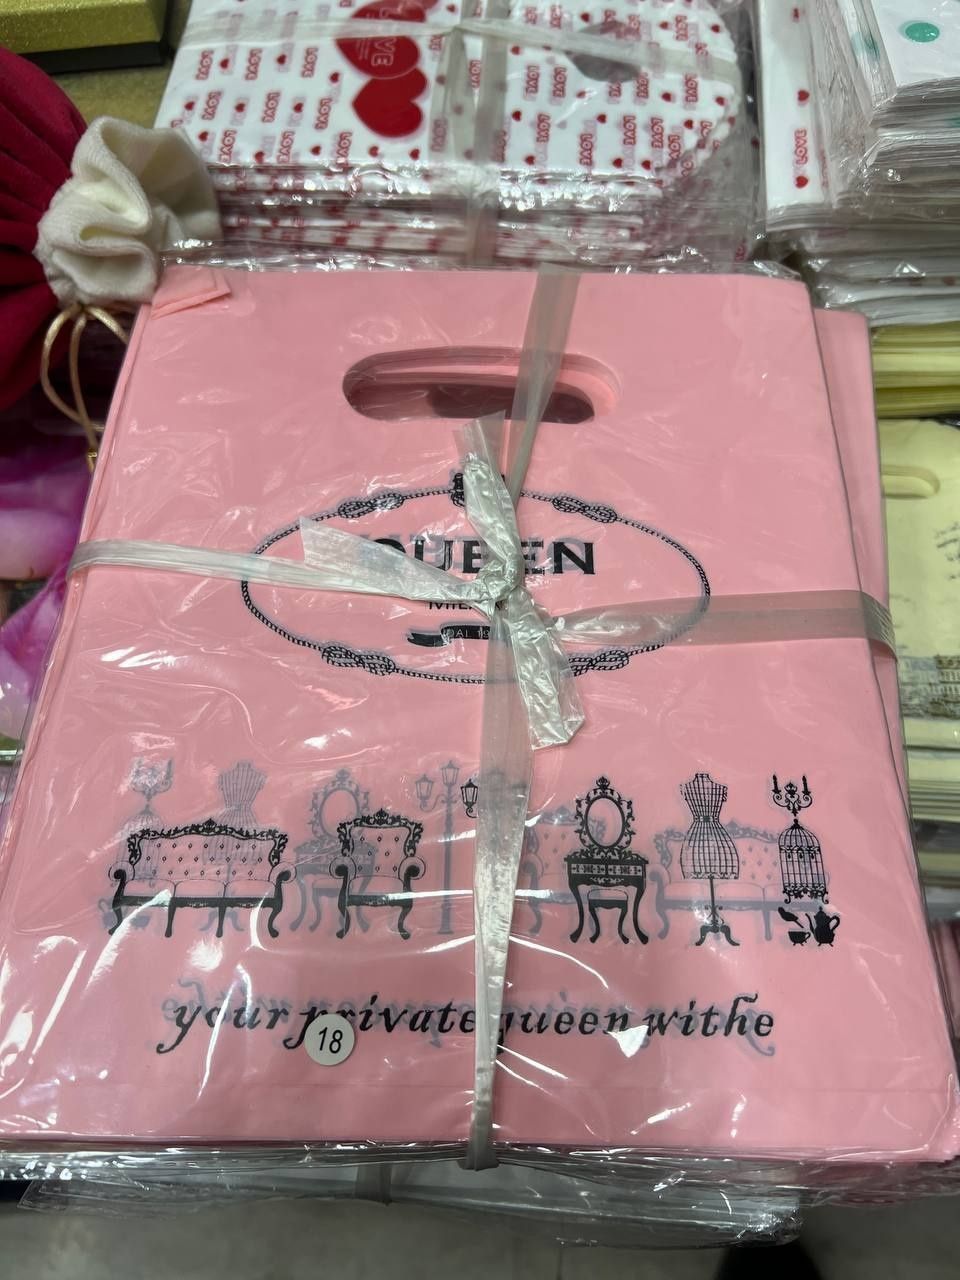 LOVE
QUEEN
your private queen withe
18